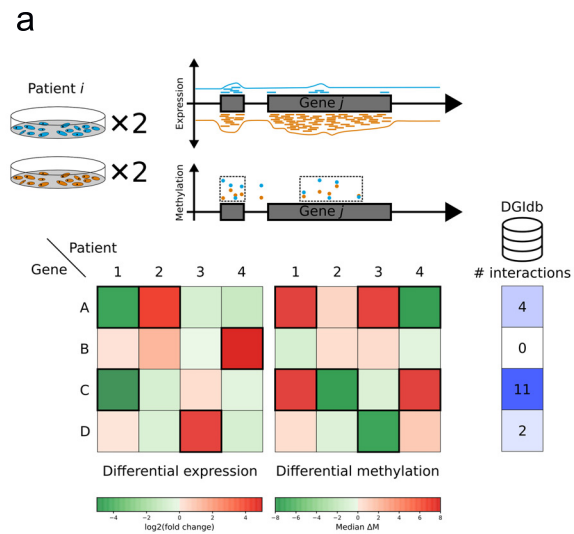 a
Patient i
×2
×2
Expression
Gene j
Methylation
Gene j
DGIdb
# interactions
Patient
Gene
1 2 3 4 1 2 3 4
A 4
B 0
C 11
D 2
Differential expression Differential methylation
−4 −2 0 2 4 −8 −6 −4 −2 0 2 4 6 8
log2(fold change) Median ΔM